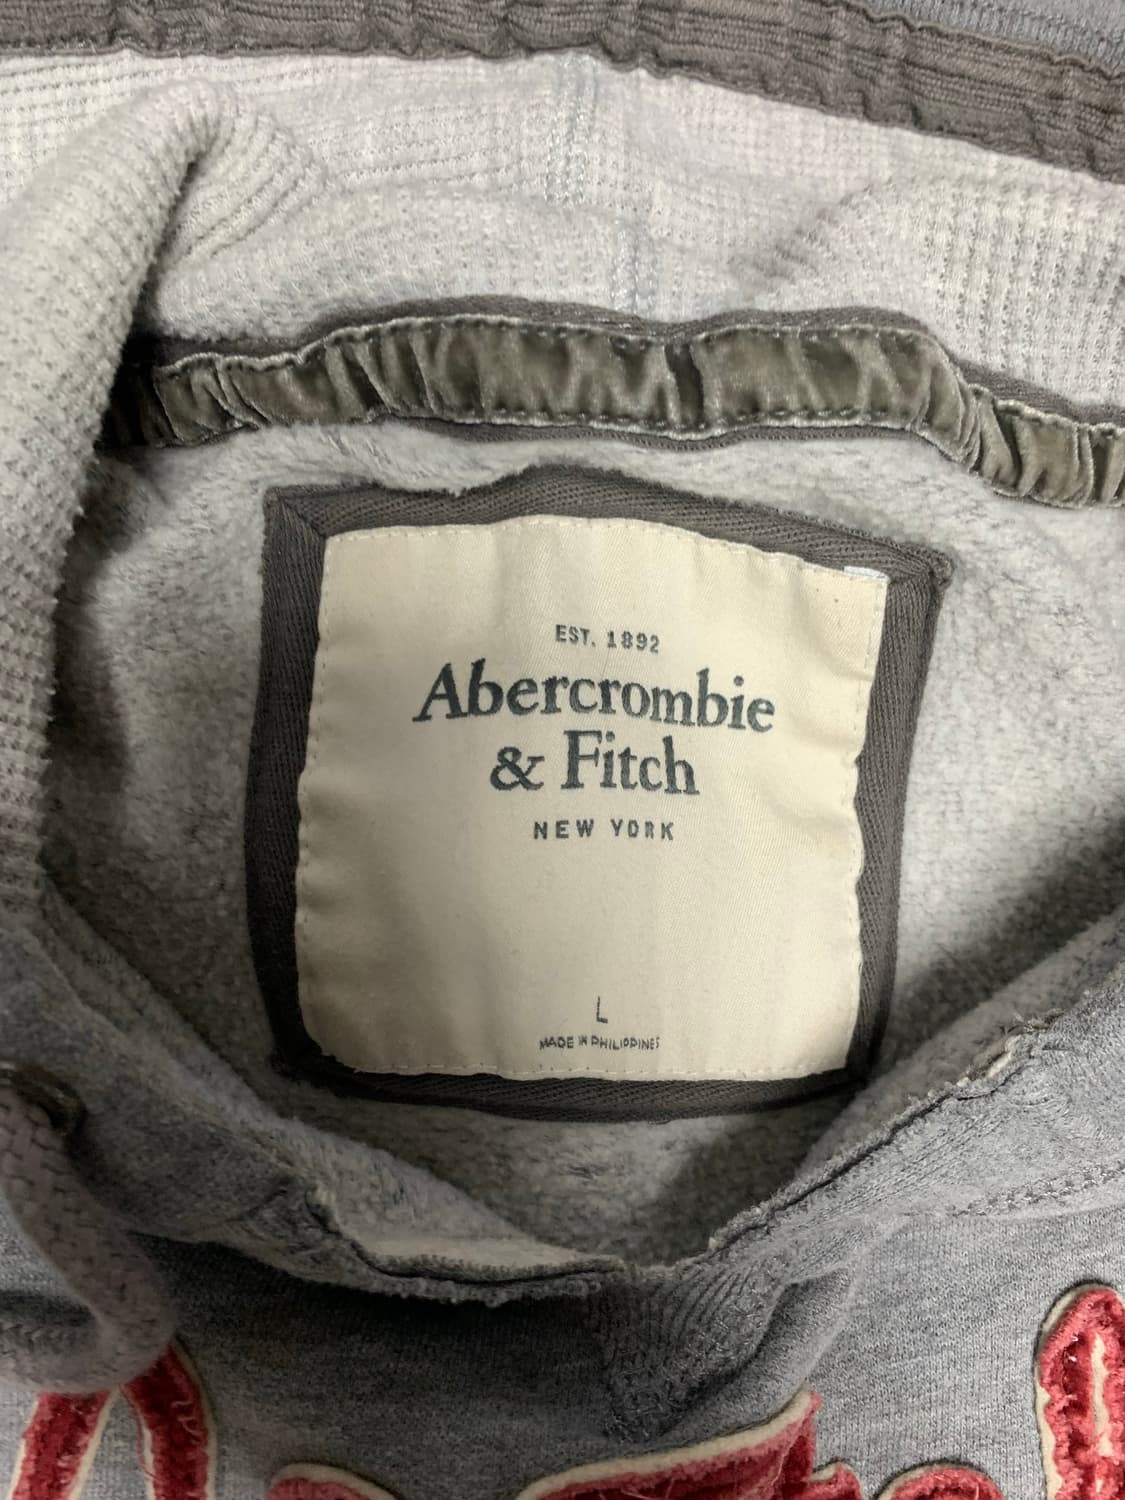 EST. 1892
Abercrombie
& Fitch
NEW YORK
L
MADE IN PHILIPPINES